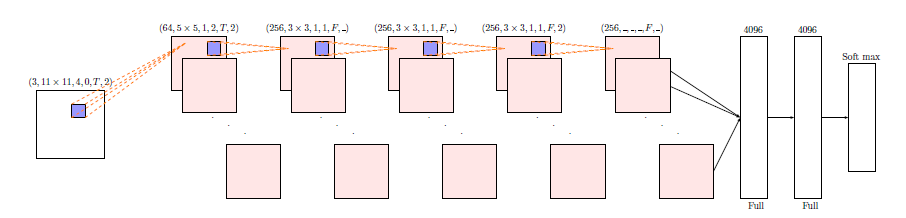 (3, 11 × 11, 4, 0, T, 2)
(64, 5 × 5, 1, 2, T, 2)
(256, 3 × 3, 1, 1, F, _)
(256, 3 × 3, 1, 1, F, _)
(256, 3 × 3, 1, 1, F, 2)
(256, _, _, _, F, _)
4096
4096
Soft max
Full
Full